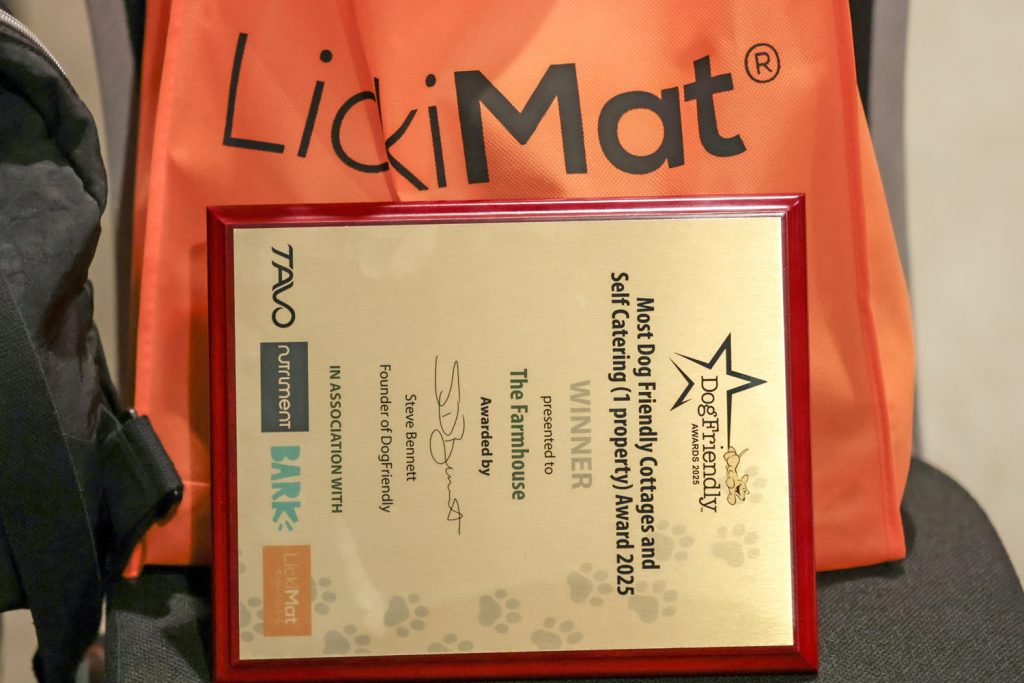 LickiMat®
DogFriendly™
AWARDS 2025
Most Dog Friendly Cottages and
Self Catering (1 property) Award 2025
WINNER
presented to
The Farmhouse
Awarded by
Steve Bennett
Founder of DogFriendly
IN ASSOCIATION WITH
TAVO
nutriment
BARK
LickiMat